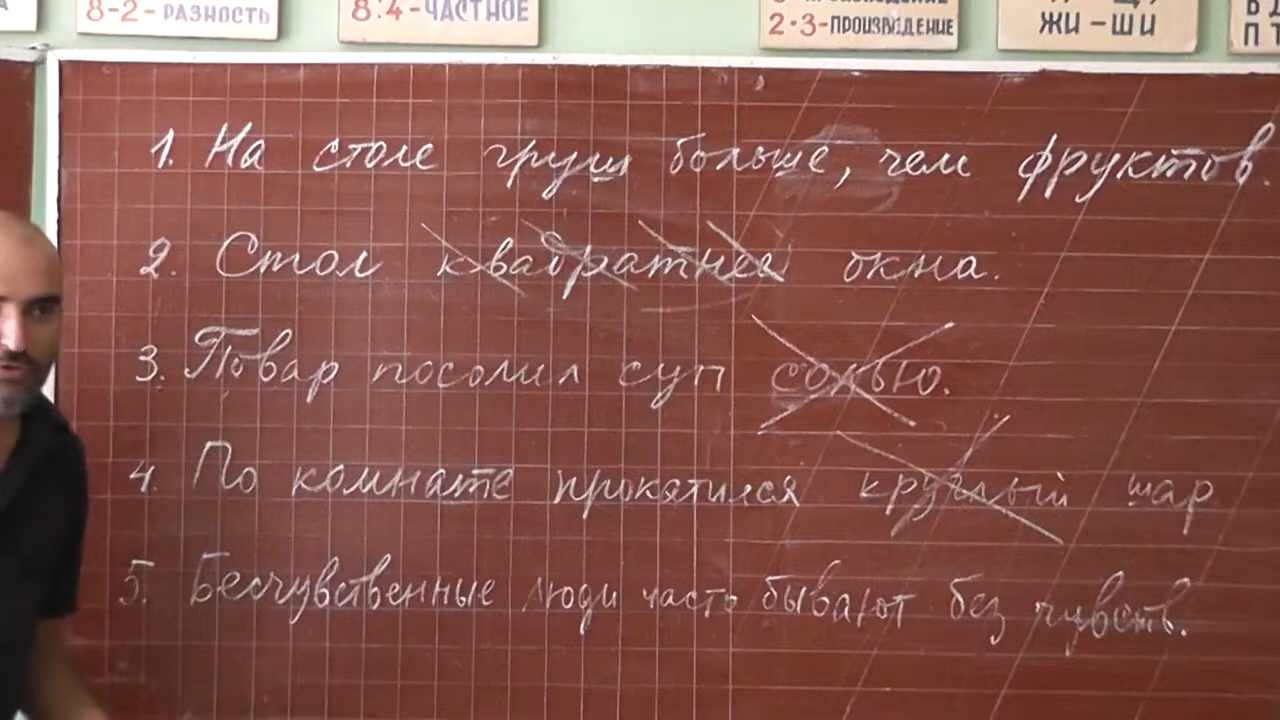 8-2-РАЗНОСТЬ
8:4-ЧАСТНОЕ
2·3-ПРОИЗВЕДЕНИЕ
ЖИ-ШИ
1. На столе груш больше, чем фруктов.
2. Стол квадратнее окна.
3. Повар посолил суп солью.
4. По комнате прокатился круглый шар
5. Бесчувственные люди часто бывают без чувств.